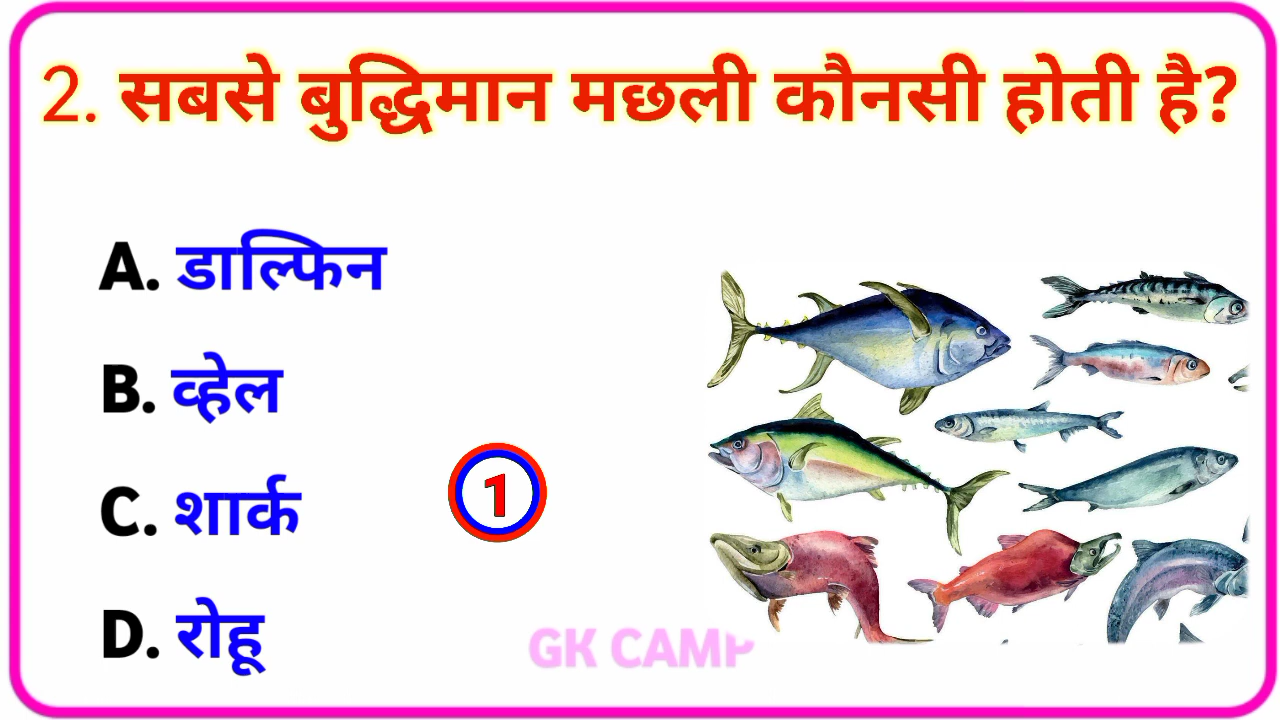 2. सबसे बुद्धिमान मछली कौनसी होती है?
A. डाल्फिन
B. व्हेल
C. शार्क
1
D. रोहू
GK CAMP